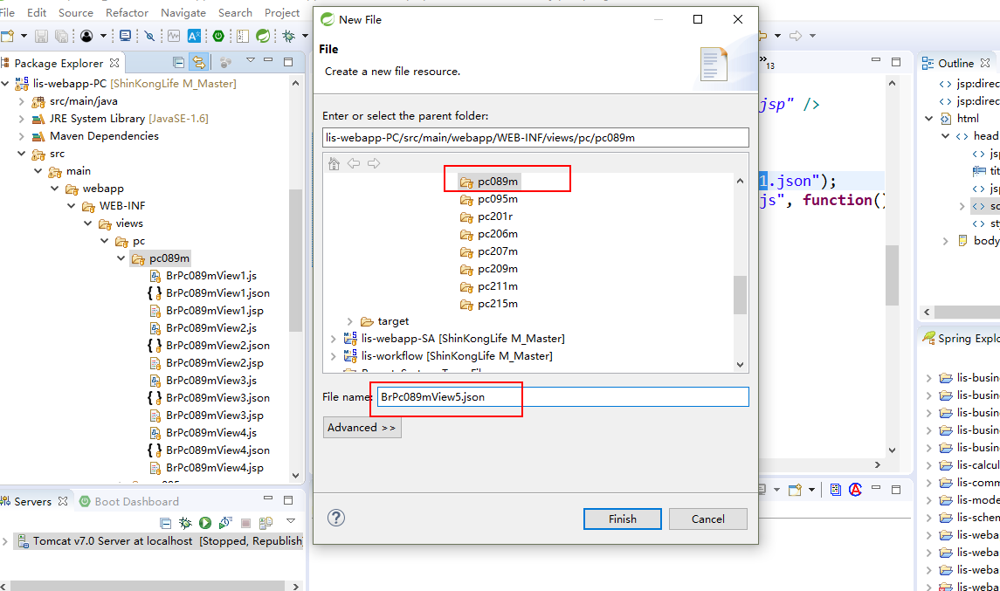 File Edit Source Refactor Navigate Search Project
Package Explorer
lis-webapp-PC [ShinKongLife M_Master]
src/main/java
JRE System Library [JavaSE-1.6]
Maven Dependencies
src
main
webapp
WEB-INF
views
pc
pc089m
BrPc089mView1.js
BrPc089mView1.json
BrPc089mView1.jsp
BrPc089mView2.js
BrPc089mView2.json
BrPc089mView2.jsp
BrPc089mView3.js
BrPc089mView3.json
BrPc089mView3.jsp
BrPc089mView4.js
BrPc089mView4.json
BrPc089mView4.jsp
Servers
Boot Dashboard
Tomcat v7.0 Server at localhost [Stopped, Republish
New File
File
Create a new file resource.
Enter or select the parent folder:
lis-webapp-PC/src/main/webapp/WEB-INF/views/pc/pc089m
pc089m
pc095m
pc201r
pc206m
pc207m
pc209m
pc211m
pc215m
target
lis-webapp-SA [ShinKongLife M_Master]
lis-workflow [ShinKongLife M_Master]
File name:
BrPc089mView5.json
Advanced >>
Finish
Cancel
»13
jsp" />
1.json");
js", function()
Outline
jsp:direc
jsp:direc
html
head
jsp
tit
jsp
sc
st
body
Spring Explo
lis-busin
lis-busin
lis-busin
lis-busin
lis-busin
lis-calcul
lis-comm
lis-mode
lis-schem
lis-weba
lis-weba
lis-weba
lis-weba